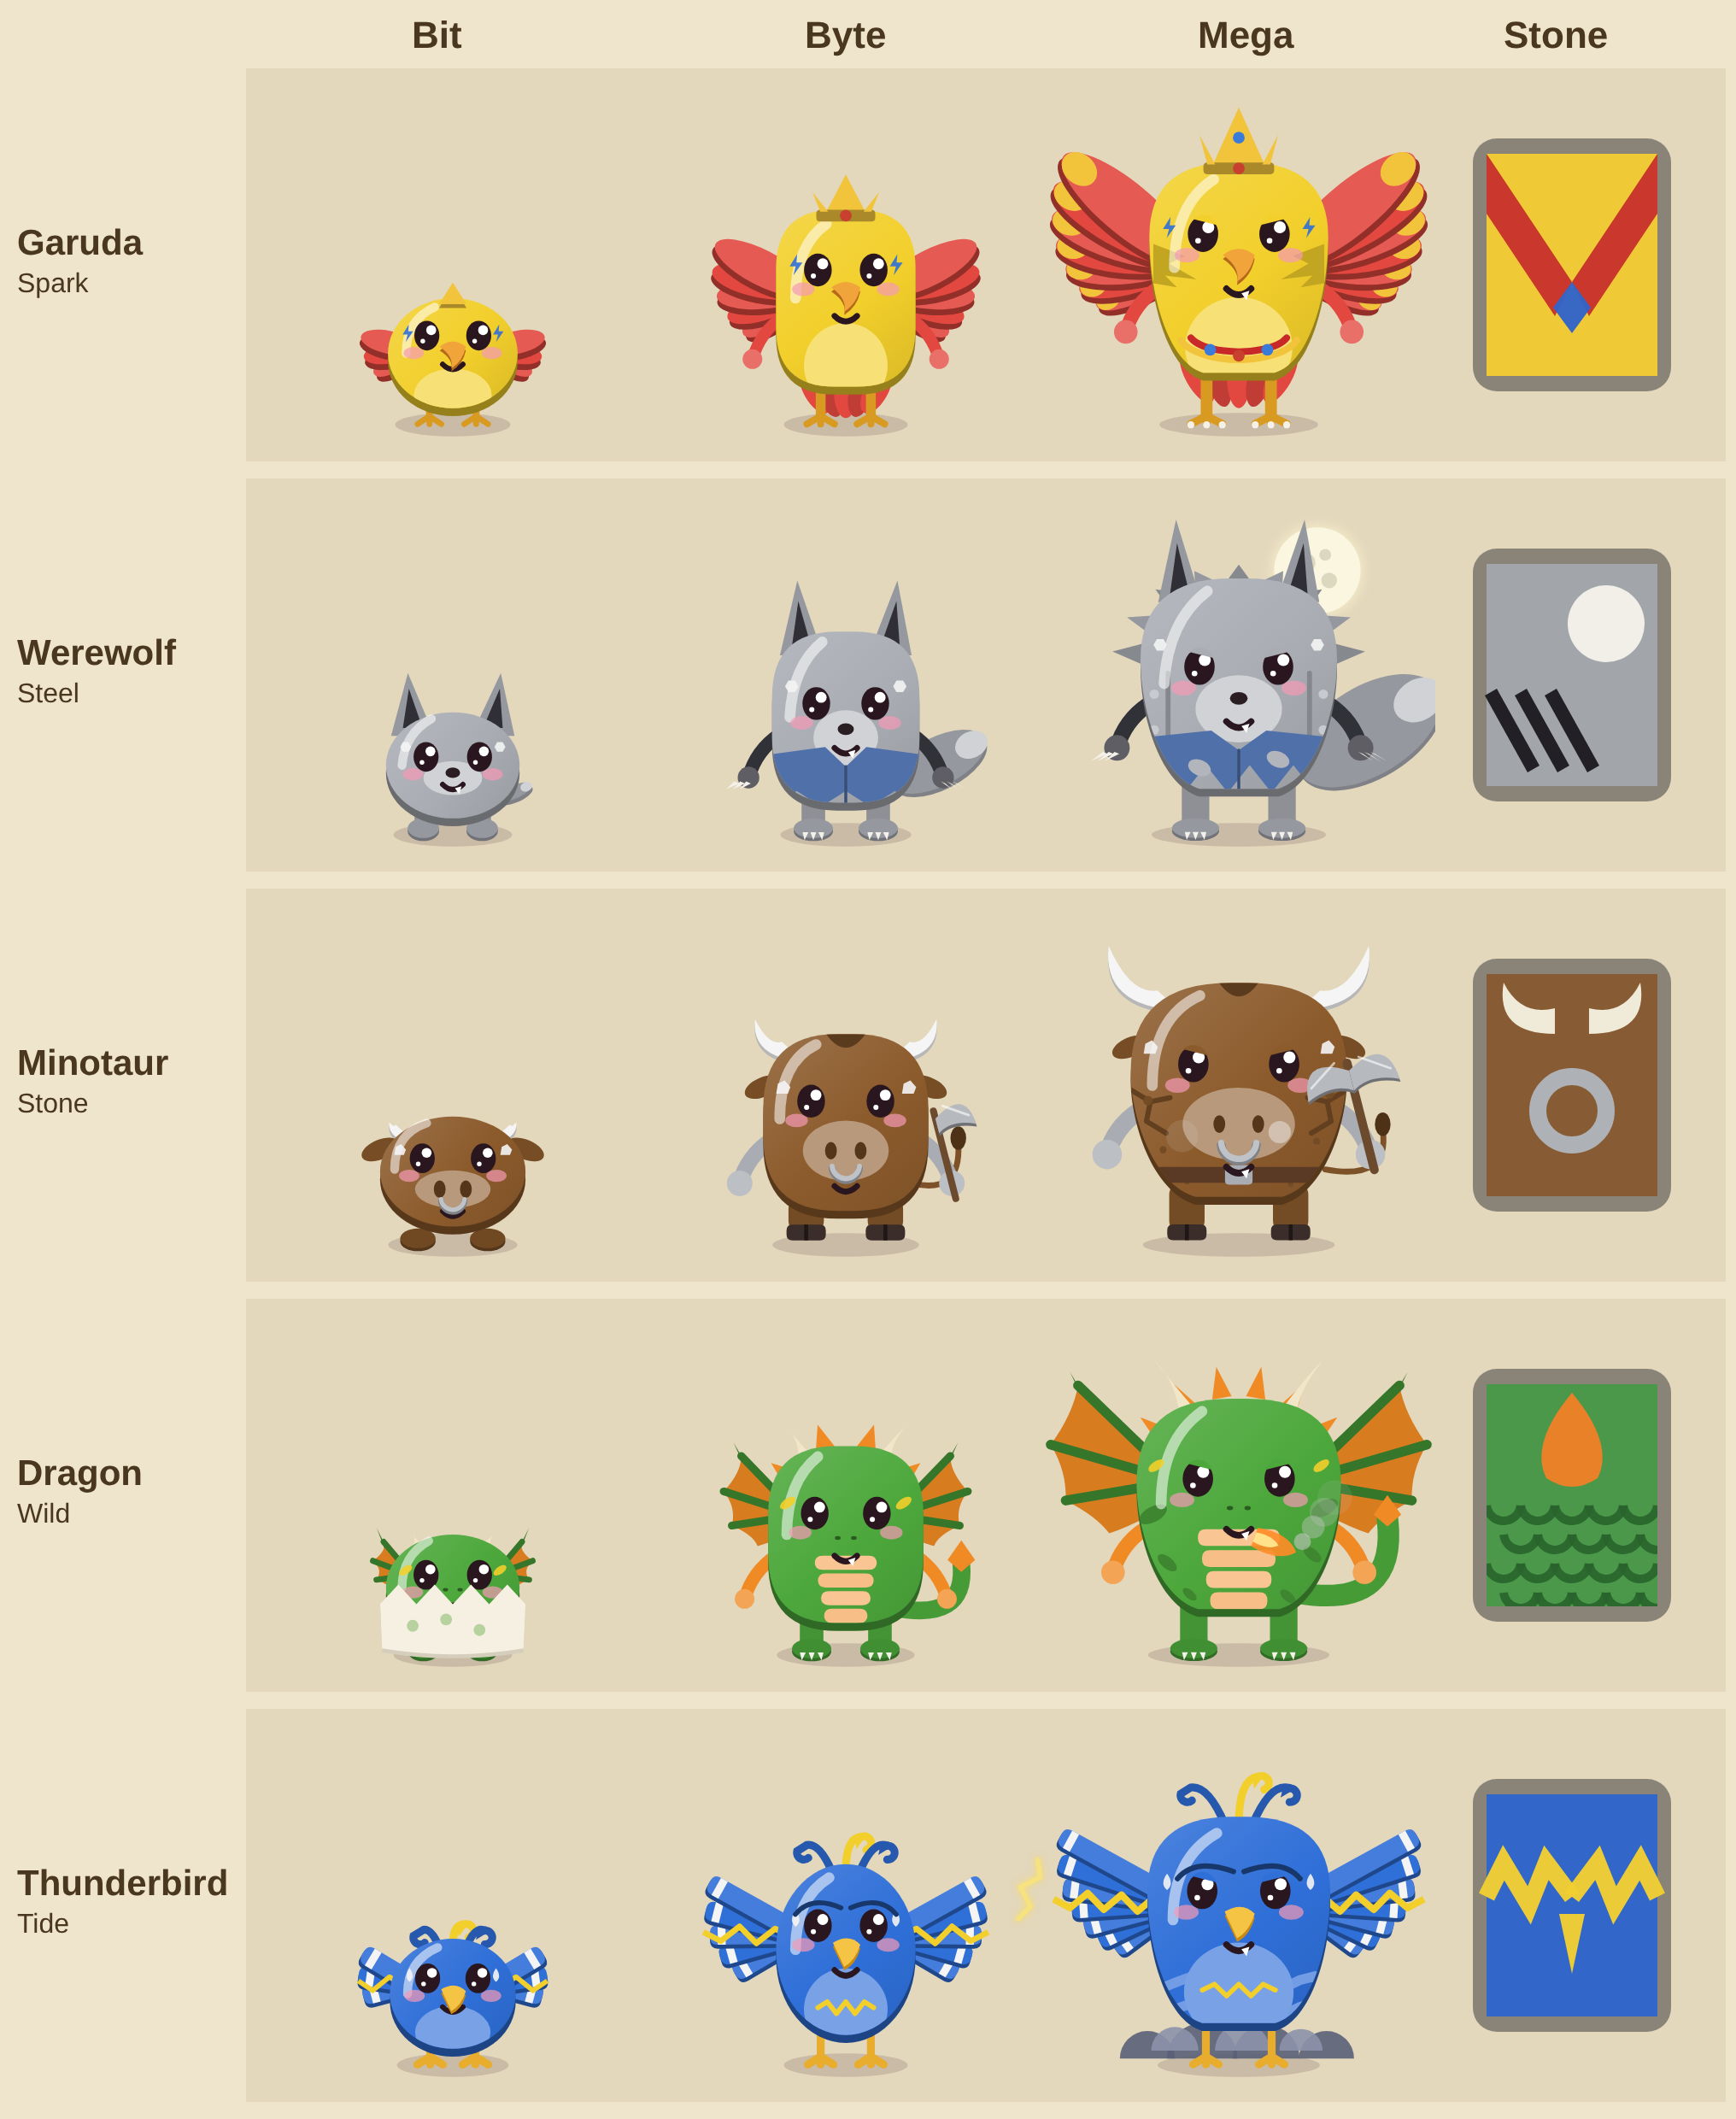 Bit Byte Mega Stone
Garuda
Spark
Werewolf
Steel
Minotaur
Stone
Dragon
Wild
Thunderbird
Tide